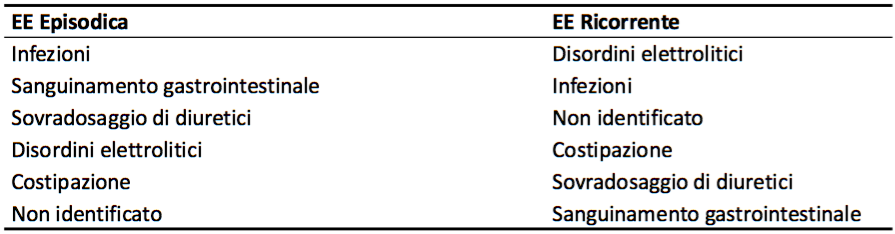 EE Episodica EE Ricorrente
Infezioni Disordini elettrolitici
Sanguinamento gastrointestinale Infezioni
Sovradosaggio di diuretici Non identificato
Disordini elettrolitici Costipazione
Costipazione Sovradosaggio di diuretici
Non identificato Sanguinamento gastrointestinale